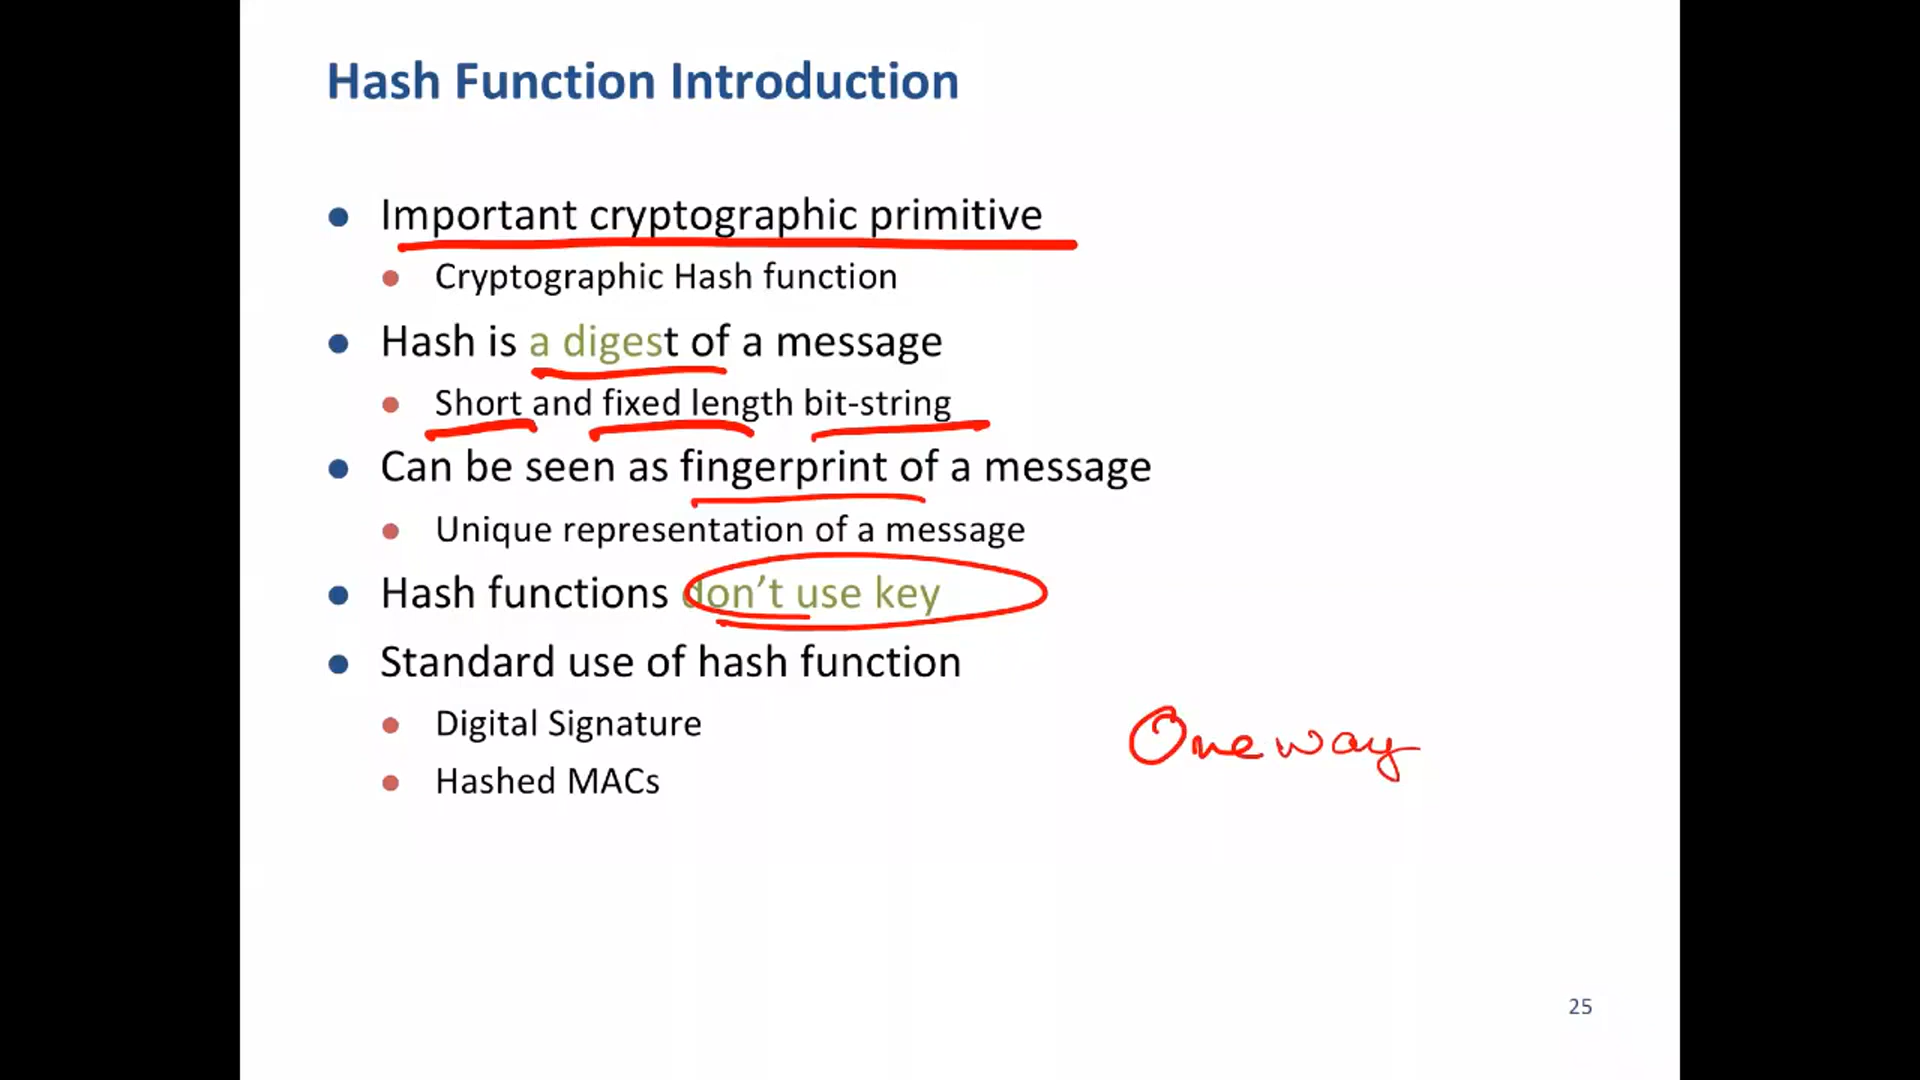 Hash Function Introduction
Important cryptographic primitive
Cryptographic Hash function
Hash is a digest of a message
Short and fixed length bit-string
Can be seen as fingerprint of a message
Unique representation of a message
Hash functions don't use key
Standard use of hash function
Digital Signature
One way
Hashed MACs
25